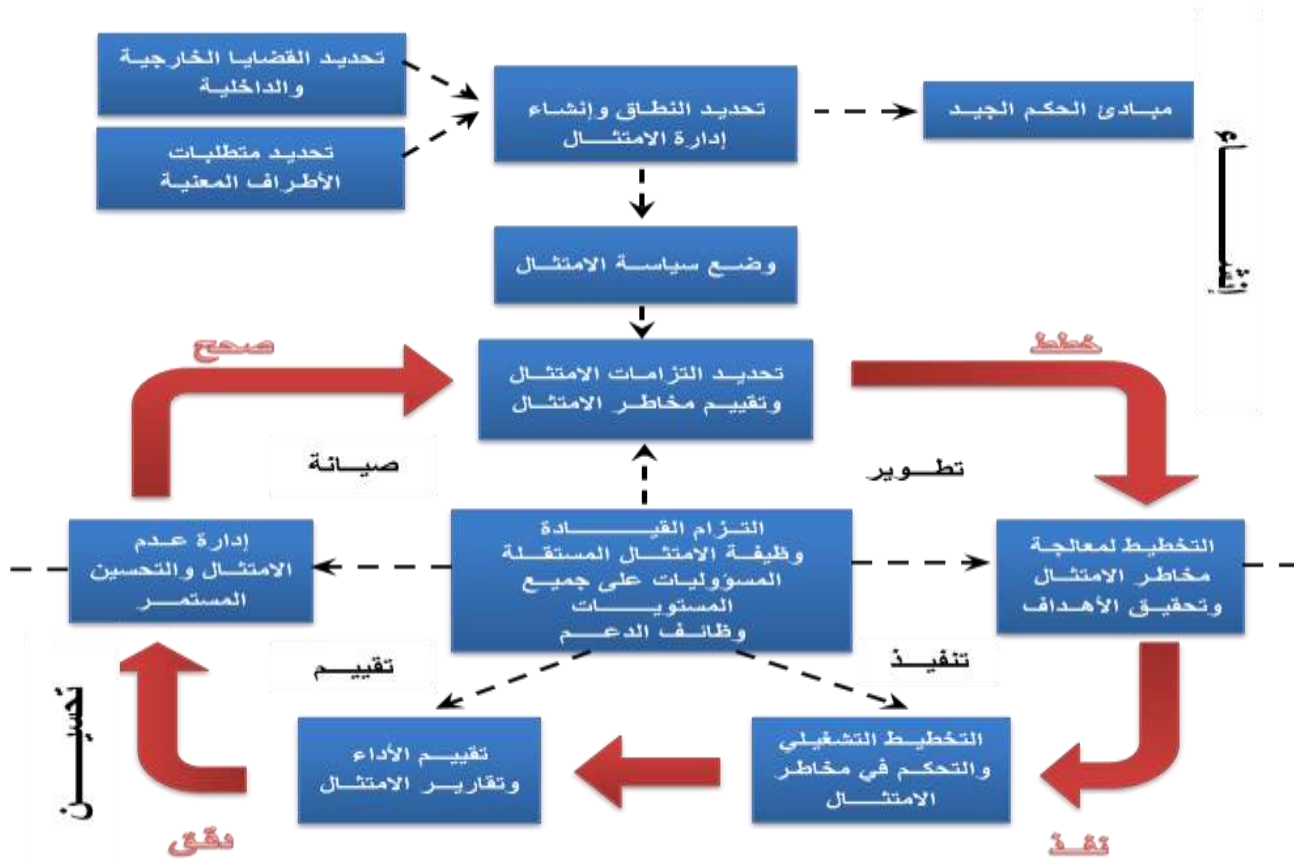 تحديد القضايا الخارجية
والداخلية
تحديد النطاق وإنشاء
إدارة الامتثال
مبادئ الحكم الجيد
تحديد متطلبات
الأطراف المعنية
إنشاء
وضع سياسة الامتثال
صحح
خطط
تحديد التزامات الامتثال
وتقييم مخاطر الامتثال
صيانة
تطوير
إدارة عدم
الامتثال والتحسين
المستمر
التزام القيادة
وظيفة الامتثال المستقلة
المسؤوليات على جميع
المستويات
وظائف الدعم
التخطيط لمعالجة
مخاطر الامتثال
وتحقيق الأهداف
تقييم
تنفيذ
تحسين
تقييم الأداء
وتقارير الامتثال
التخطيط التشغيلي
والتحكم في مخاطر
الامتثال
دقق
نفذ